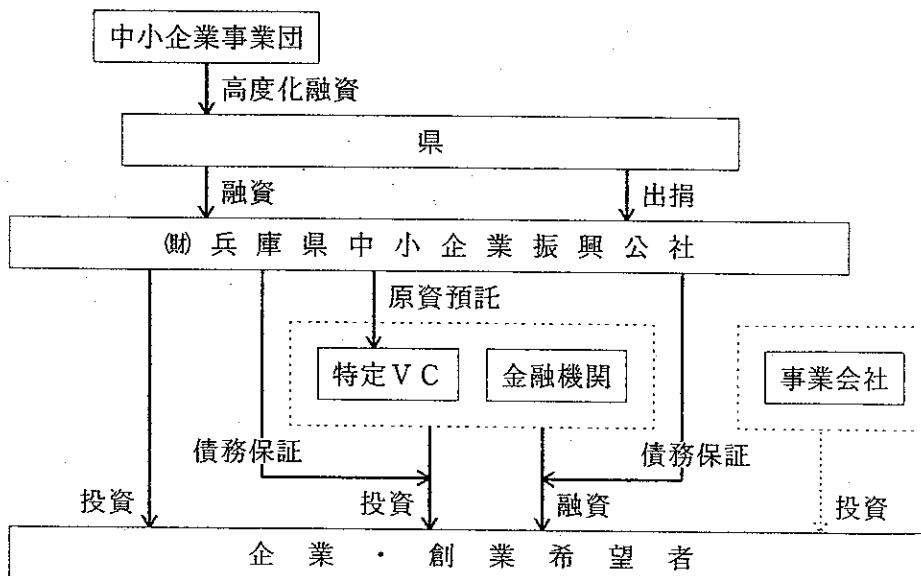 中小企業事業団
高度化融資
県
融資
出捐
㈶兵庫県中小企業振興公社
原資預託
特定VC
金融機関
事業会社
債務保証
債務保証
投資
投資
融資
投資
企業・創業希望者